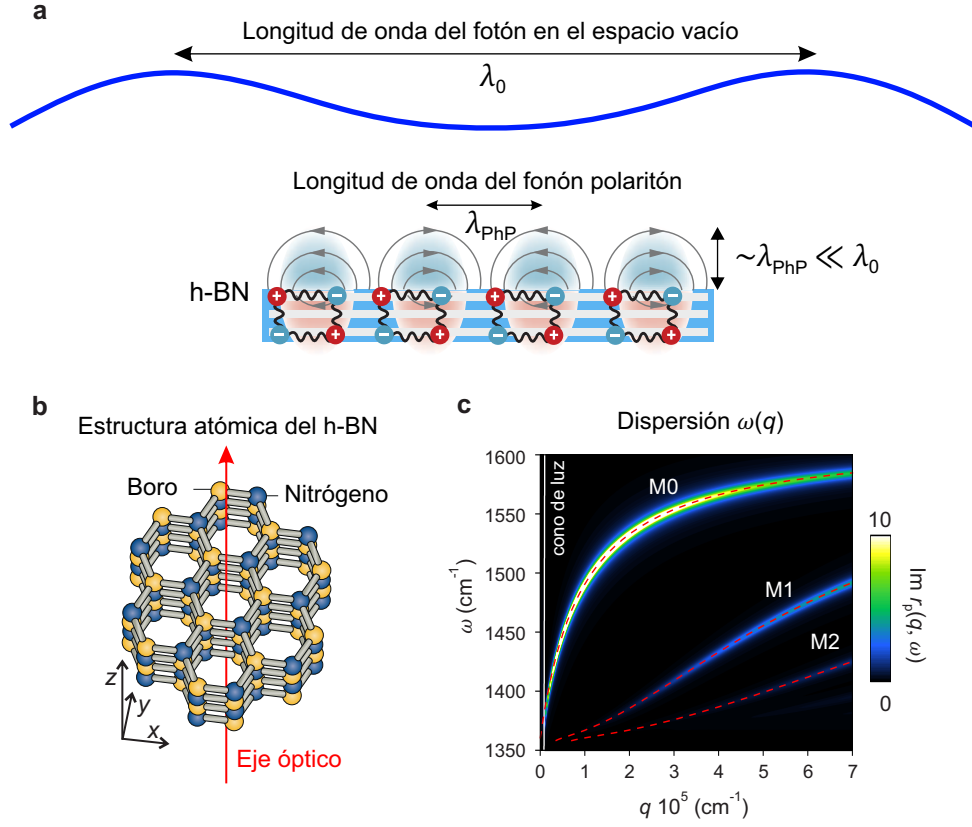 a
Longitud de onda del fotón en el espacio vacío
λ₀
Longitud de onda del fonón polaritón
λPhP
~λPhP ≪ λ₀
h-BN
+ − + − + − + −
− + − + − + − +
b
Estructura atómica del h-BN
Boro
Nitrógeno
z
y
x
Eje óptico
c
Dispersión ω(q)
1600
1550
1500
1450
1400
1350
ω (cm⁻¹)
cono de luz
M0
M1
M2
0 1 2 3 4 5 6 7
q 10⁵ (cm⁻¹)
10
0
Im rₚ(q, ω)